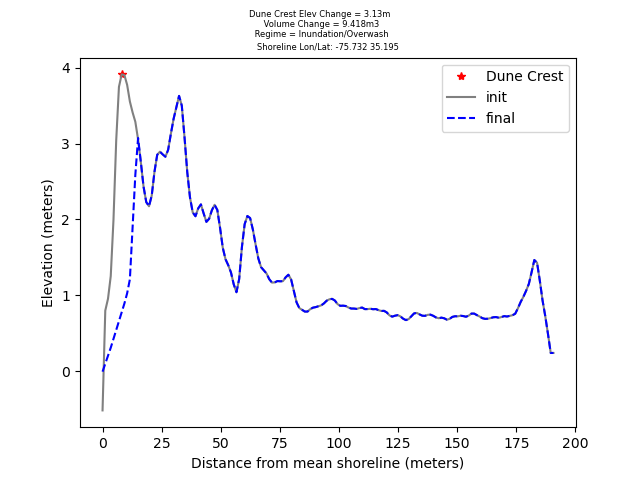 Dune Crest Elev Change = 3.13m
Volume Change = 9.418m3
Regime = Inundation/Overwash
Shoreline Lon/Lat: -75.732 35.195
Dune Crest
init
final
Elevation (meters)
4
3
2
1
0
0 25 50 75 100 125 150 175 200
Distance from mean shoreline (meters)